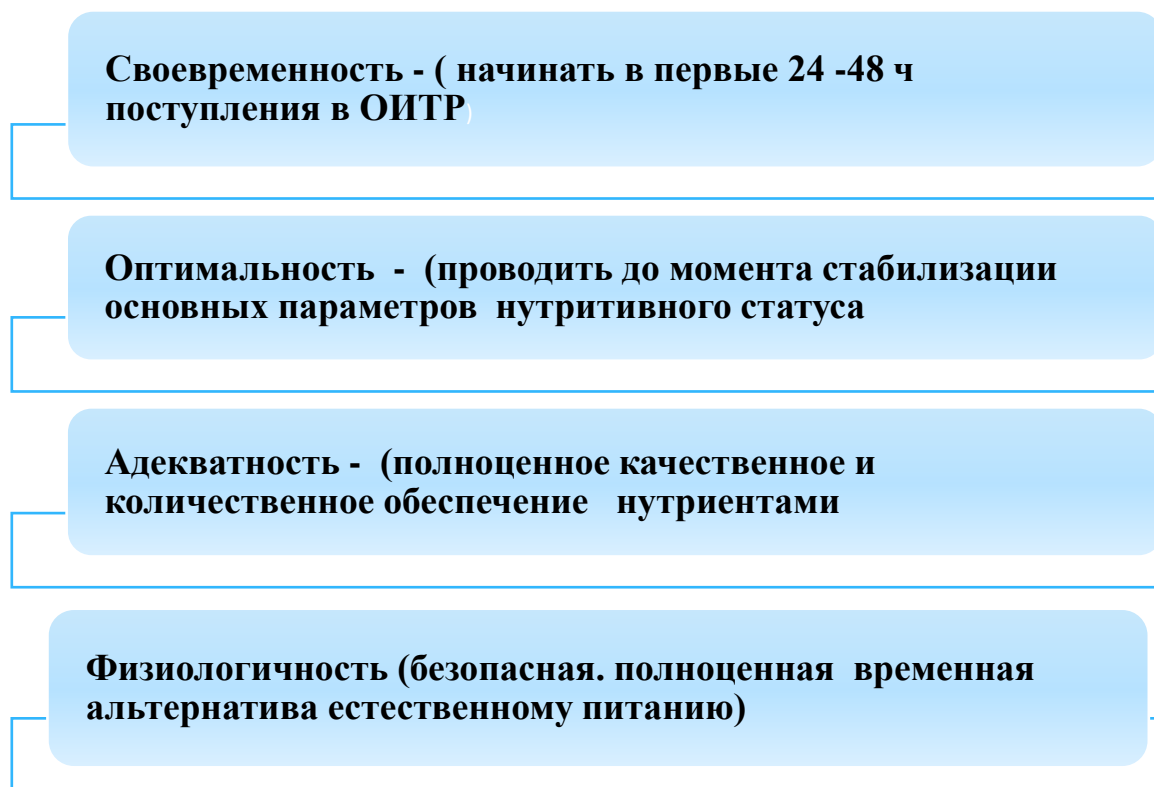 Своевременность - ( начинать в первые 24 -48 ч
поступления в ОИТР)
Оптимальность - (проводить до момента стабилизации
основных параметров нутритивного статуса
Адекватность - (полноценное качественное и
количественное обеспечение нутриентами
Физиологичность (безопасная. полноценная временная
альтернатива естественному питанию)